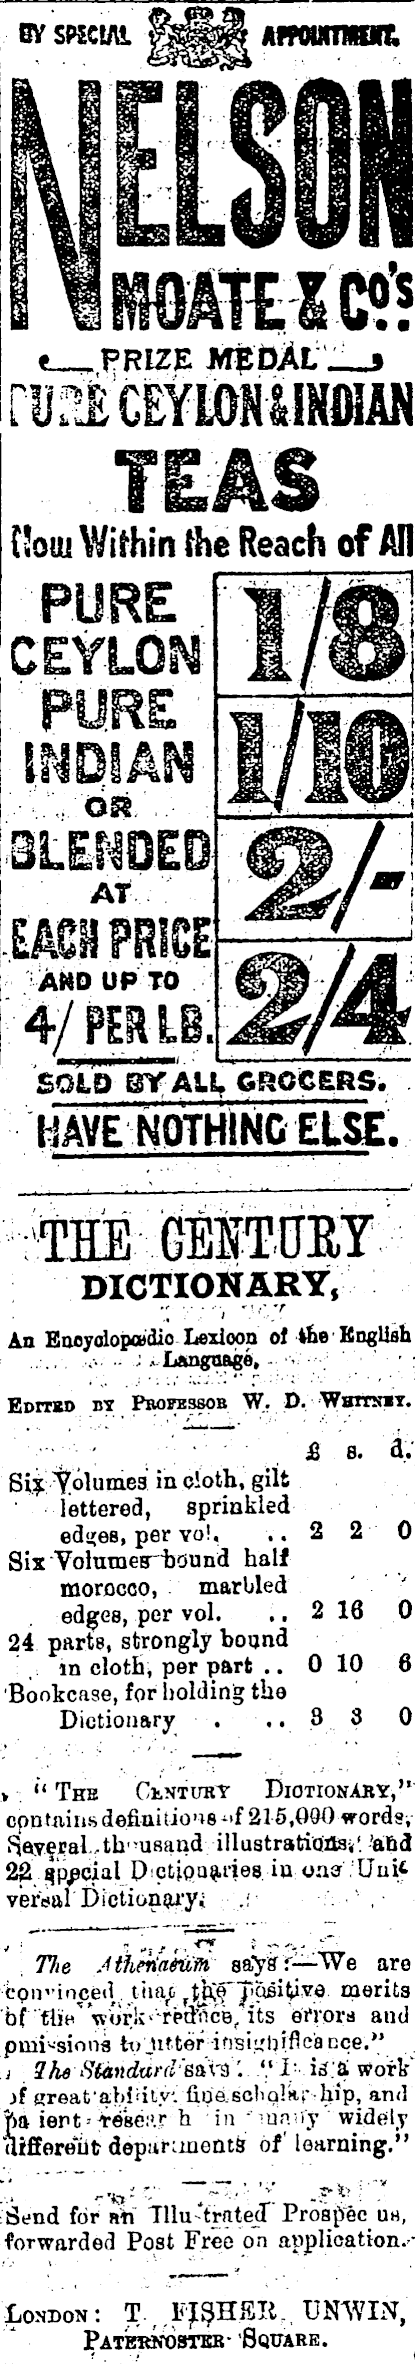 BY SPECIAL APPOINTMENT.
NELSON
MOATE & CO'S
PRIZE MEDAL
PURE CEYLON & INDIAN
TEAS
Now Within the Reach of All
PURE
CEYLON
PURE
INDIAN
OR
BLENDED
AT
EACH PRICE
AND UP TO
4/ PER LB.
1/8
1/10
2/-
2/4
SOLD BY ALL GROCERS.
HAVE NOTHING ELSE.
THE CENTURY
DICTIONARY,
An Encyclopædic Lexicon of the English
Language,
EDITED BY PROFESSOR W. D. WHITNEY.
£ s. d.
Six Volumes in cloth, gilt
lettered, sprinkled
edges, per vol. .. 2 2 0
Six Volumes bound half
morocco, marbled
edges, per vol. .. 2 16 0
24 parts, strongly bound
in cloth, per part .. 0 10 6
Bookcase, for holding the
Dictionary . .. 3 3 0
"THE CENTURY DICTIONARY,"
contains definitions of 215,000 words,
Several thousand illustrations, and
22 special Dictionaries in one Uni-
versal Dictionary.
The Athenaeum says:—We are
convinced that the positive merits
of the work reduce its errors and
omissions to utter insignificance."
The Standard says: "It is a work
of great ability, fine scholarship, and
patient research in many widely
different departments of learning."
Send for an Illustrated Prospectus,
forwarded Post Free on application.
LONDON: T. FISHER UNWIN,
PATERNOSTER SQUARE.